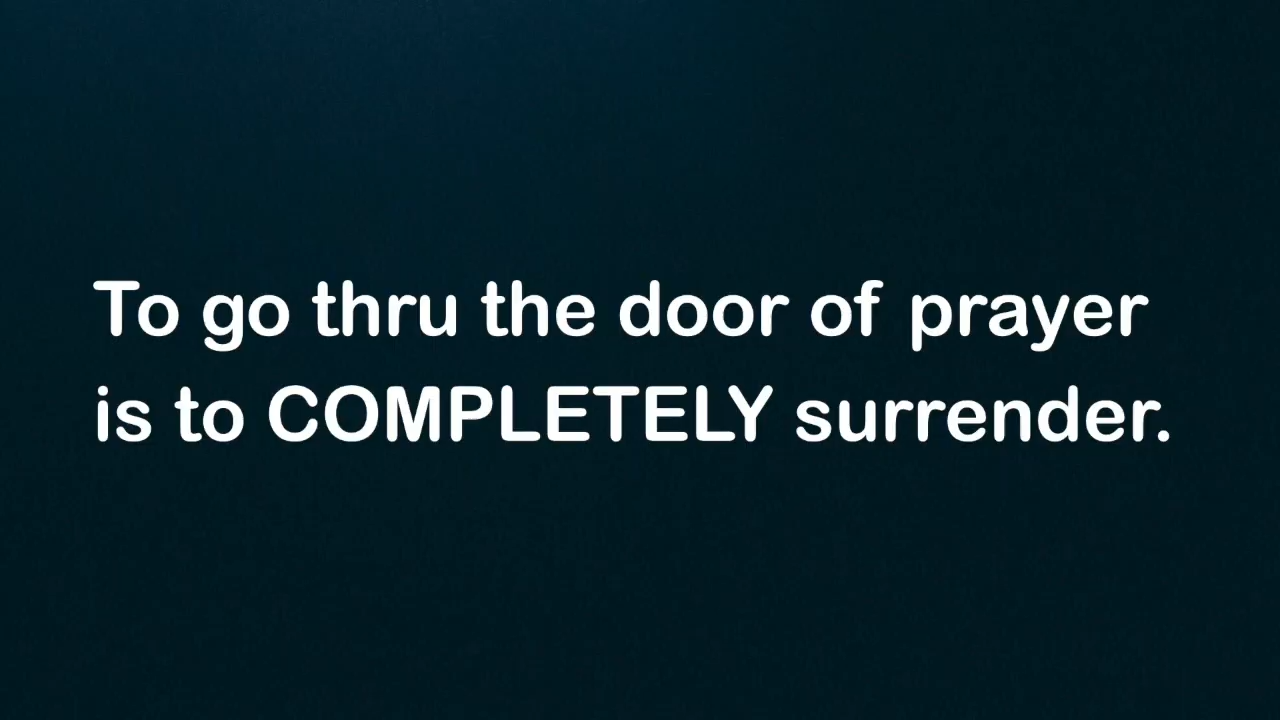 To go thru the door of prayer
is to COMPLETELY surrender.